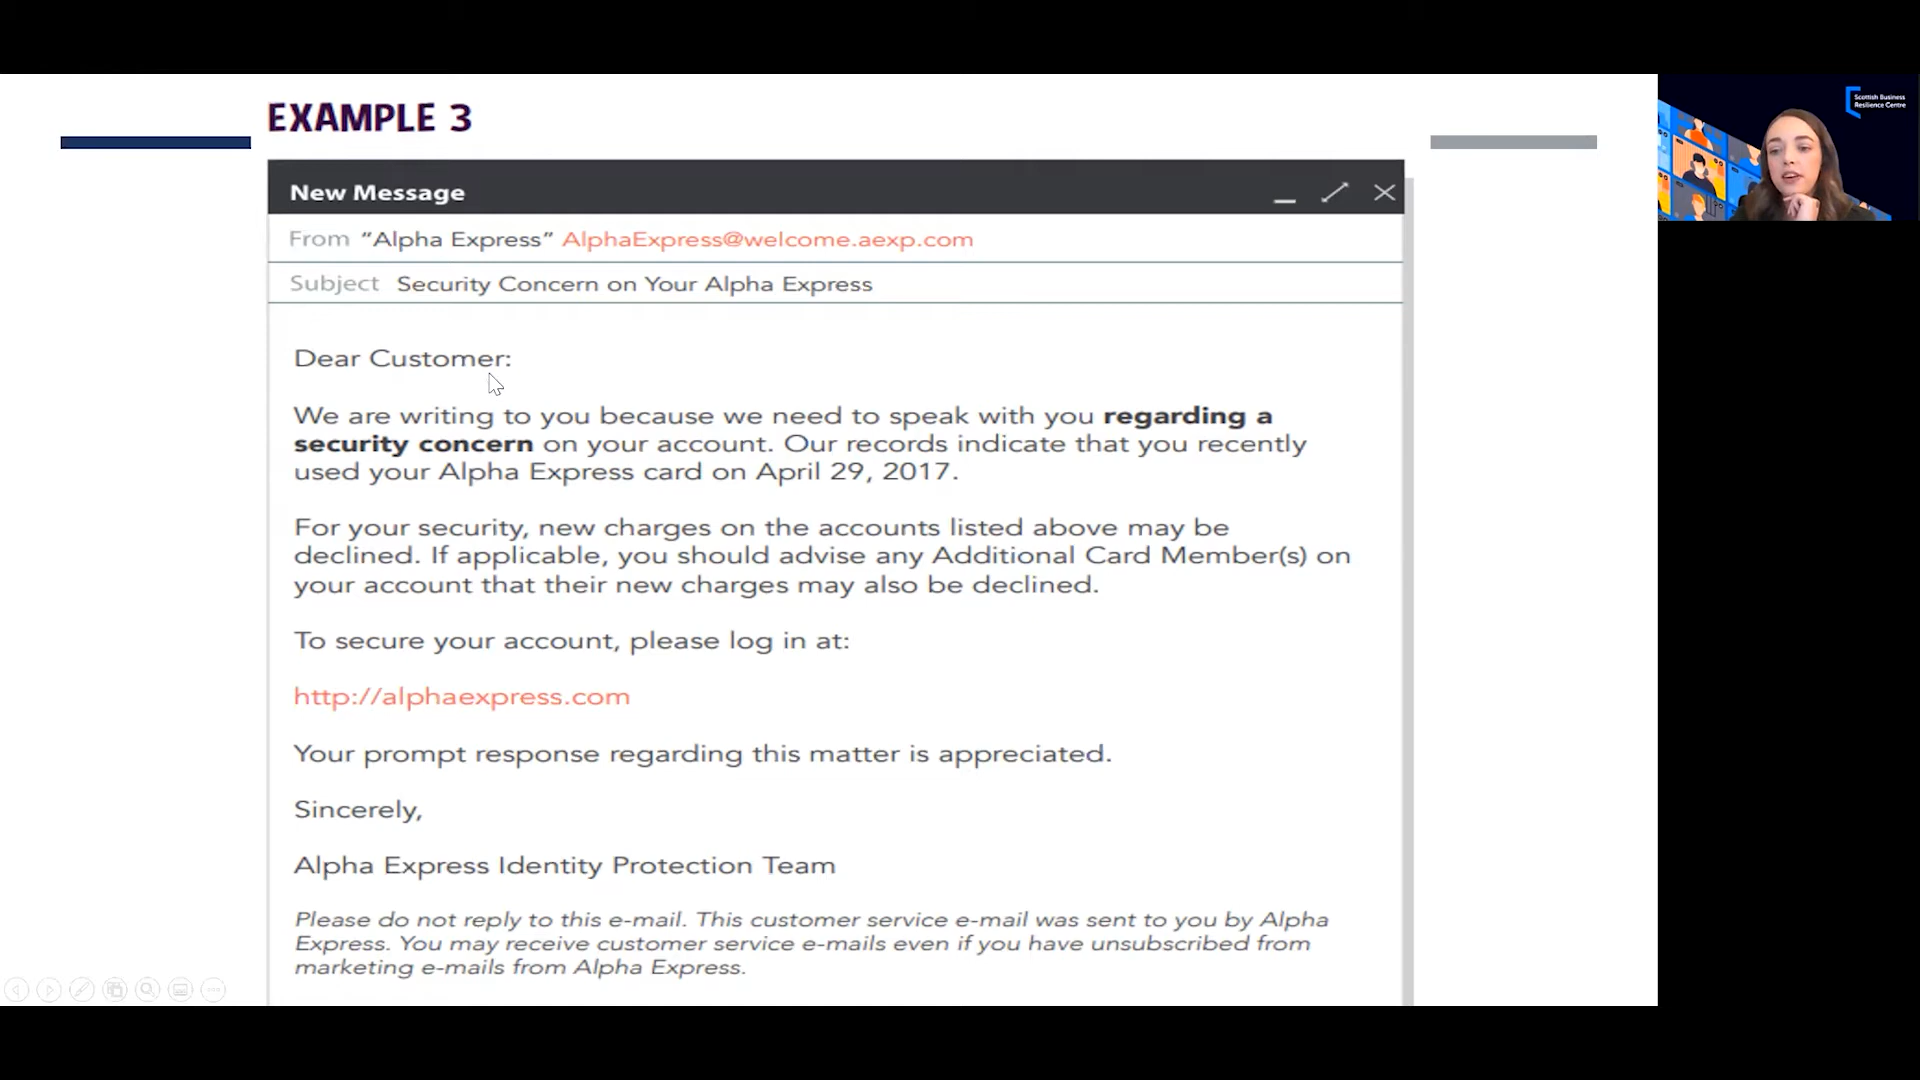 EXAMPLE 3
Scottish Business
Resilience Centre
New Message
From "Alpha Express" AlphaExpress@welcome.aexp.com
Subject Security Concern on Your Alpha Express
Dear Customer:
We are writing to you because we need to speak with you regarding a
security concern on your account. Our records indicate that you recently
used your Alpha Express card on April 29, 2017.
For your security, new charges on the accounts listed above may be
declined. If applicable, you should advise any Additional Card Member(s) on
your account that their new charges may also be declined.
To secure your account, please log in at:
http://alphaexpress.com
Your prompt response regarding this matter is appreciated.
Sincerely,
Alpha Express Identity Protection Team
Please do not reply to this e-mail. This customer service e-mail was sent to you by Alpha
Express. You may receive customer service e-mails even if you have unsubscribed from
marketing e-mails from Alpha Express.